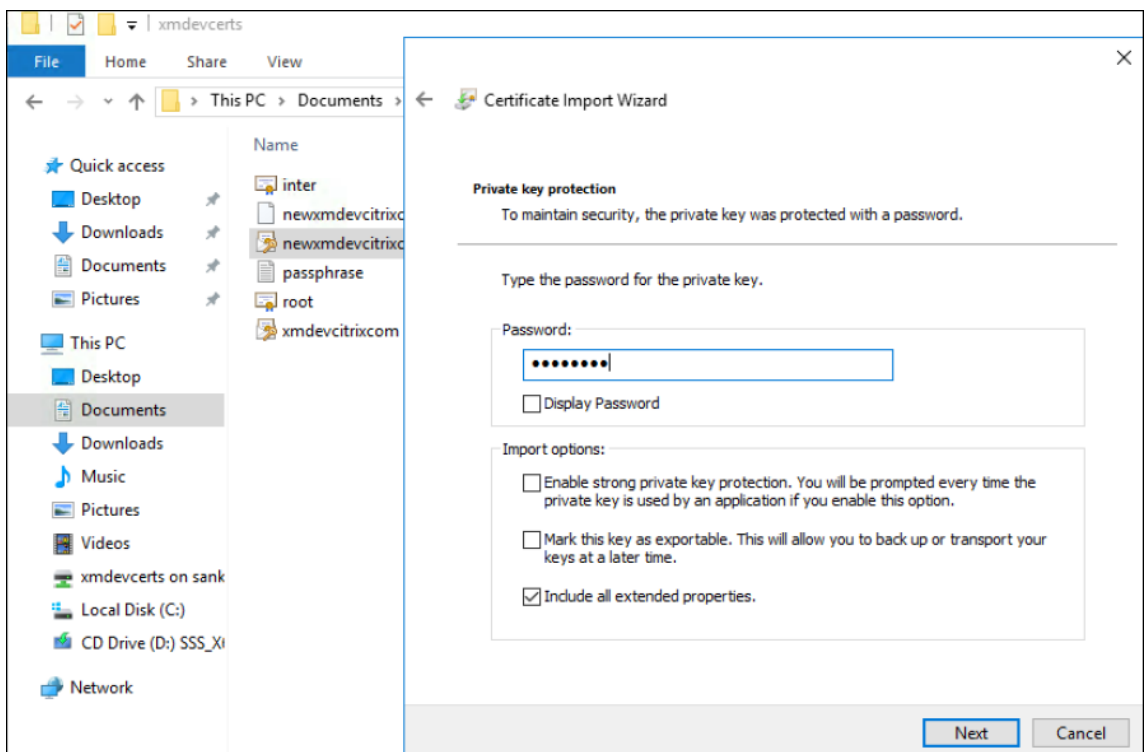 xmdevcerts
File Home Share View
This PC > Documents >
Quick access
Desktop
Downloads
Documents
Pictures
This PC
Desktop
Documents
Downloads
Music
Pictures
Videos
xmdevcerts on sank
Local Disk (C:)
CD Drive (D:) SSS_X
Network
Name
inter
newxmdevcitrixc
newxmdevcitrixc
passphrase
root
xmdevcitrixcom
Certificate Import Wizard
Private key protection
To maintain security, the private key was protected with a password.
Type the password for the private key.
Password:
••••••••
Display Password
Import options:
Enable strong private key protection. You will be prompted every time the
private key is used by an application if you enable this option.
Mark this key as exportable. This will allow you to back up or transport your
keys at a later time.
Include all extended properties.
Next Cancel